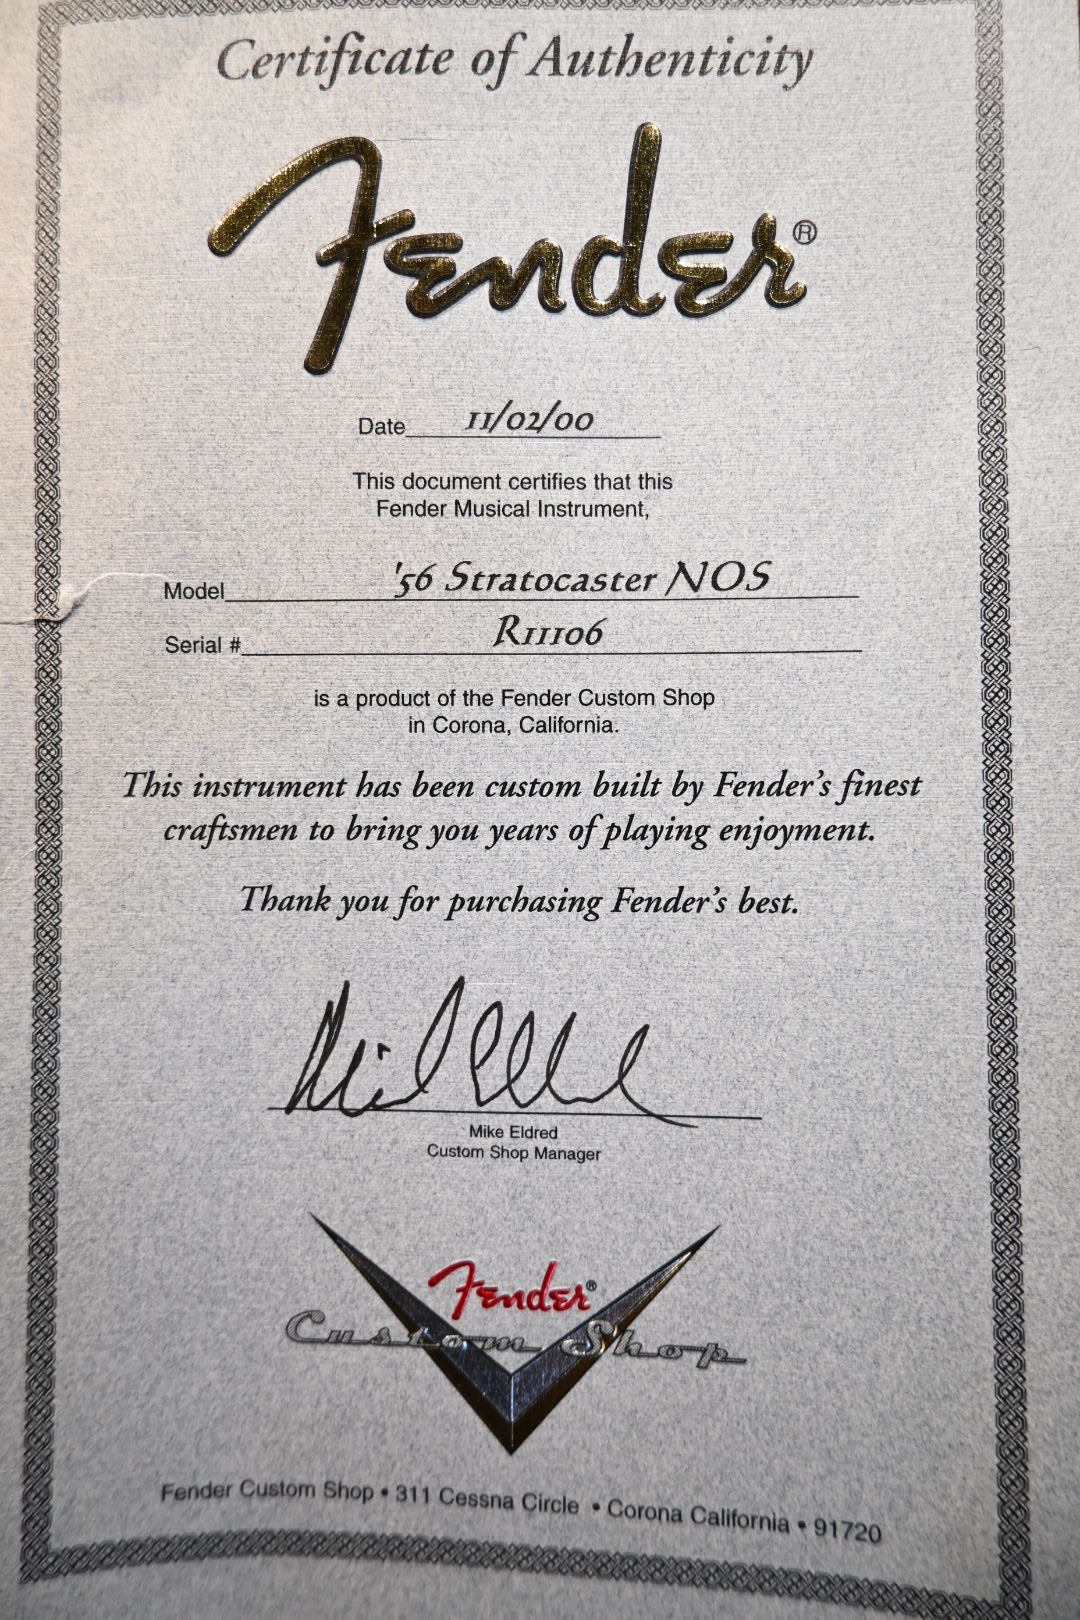 Certificate of Authenticity
Fender®
Date 11/02/00
This document certifies that this
Fender Musical Instrument,
Model '56 Stratocaster NOS
Serial # R11106
is a product of the Fender Custom Shop
in Corona, California.
This instrument has been custom built by Fender's finest
craftsmen to bring you years of playing enjoyment.
Thank you for purchasing Fender's best.
Mike Eldred
Mike Eldred
Custom Shop Manager
Fender®
Custom Shop
Fender Custom Shop • 311 Cessna Circle • Corona California • 91720